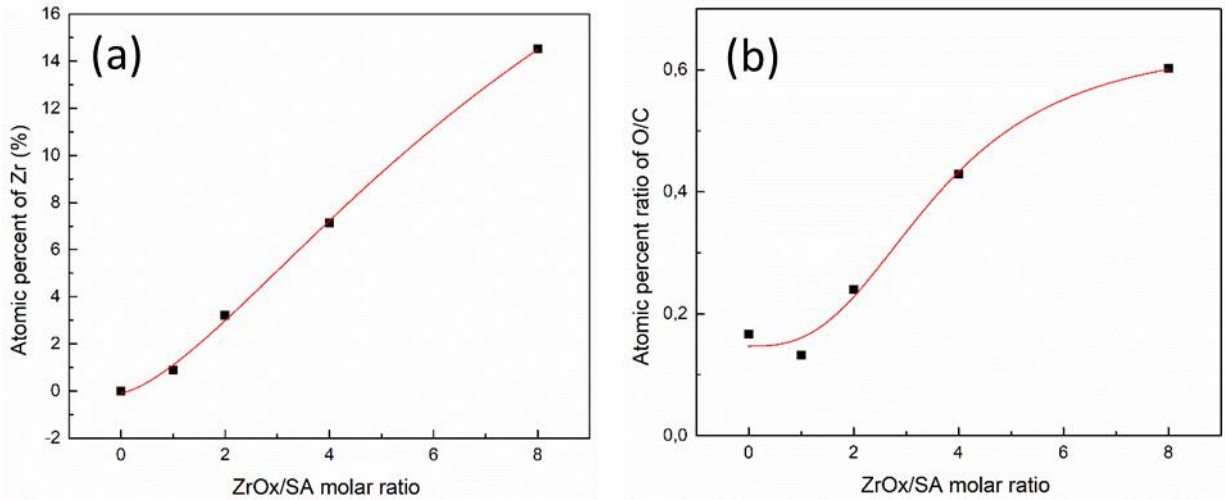 (a)
Atomic percent of Zr (%)
16
14
12
10
8
6
4
2
0
-2
0 2 4 6 8
ZrOx/SA molar ratio
(b)
Atomic percent ratio of O/C
0,6
0,4
0,2
0,0
0 2 4 6 8
ZrOx/SA molar ratio